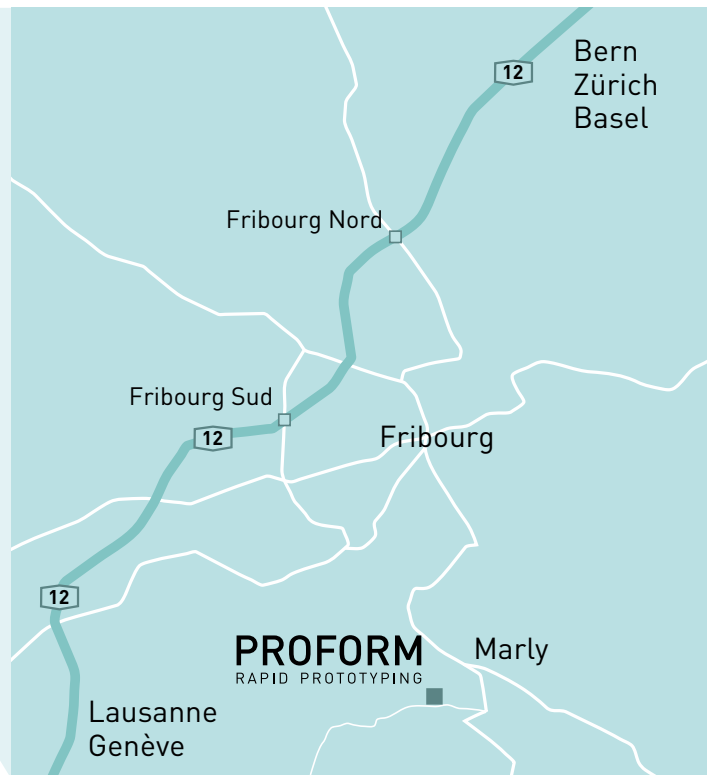 12
Bern
Zürich
Basel
Fribourg Nord
Fribourg Sud
12
Fribourg
12
PROFORM
RAPID PROTOTYPING
Marly
Lausanne
Genève